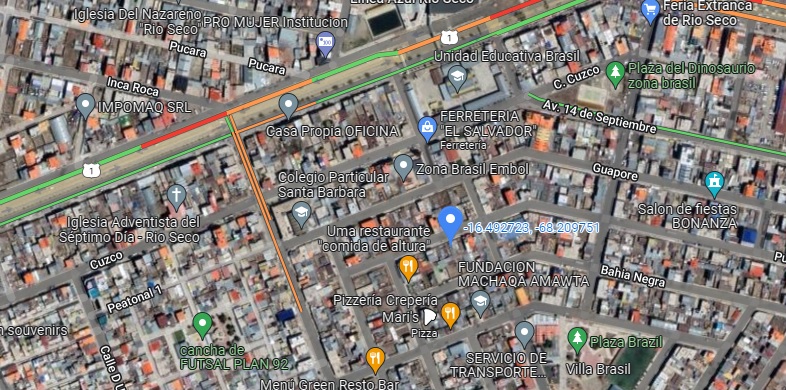 Linea Azul Rio Seco
Iglesia Del Nazareno
Rio Seco
PRO MUJER Institucion
Feria Extranca
de Rio Seco
1
Pucara
Pucara
Unidad Educativa Brasil
C. Cuzco
Plaza del Dinosaurio
zona brasil
Inca Roca
IMPOMAQ SRL
Casa Propia OFICINA
FERRETERIA
"EL SALVADOR"
Ferretería
Av. 14 de Septiembre
1
Colegio Particular
Santa Barbara
Zona Brasil Embol
Guapore
Iglesia Adventista del
Séptimo Día - Rio Seco
Uma restaurante
"comida de altura"
-16.492723, -68.209751
Salon de fiestas
BONANZA
Cuzco
Peatonal 1
FUNDACION
MACHAQA AMAWTA
Bahia Negra
Pu
Pizzeria Creperia
Maris
Pizza
n souvenirs
cancha de
FUTSAL PLAN 92
Calle D
SERVICIO DE
TRANSPORTE...
Plaza Brazil
Villa Brasil
Menú Green Resto Bar